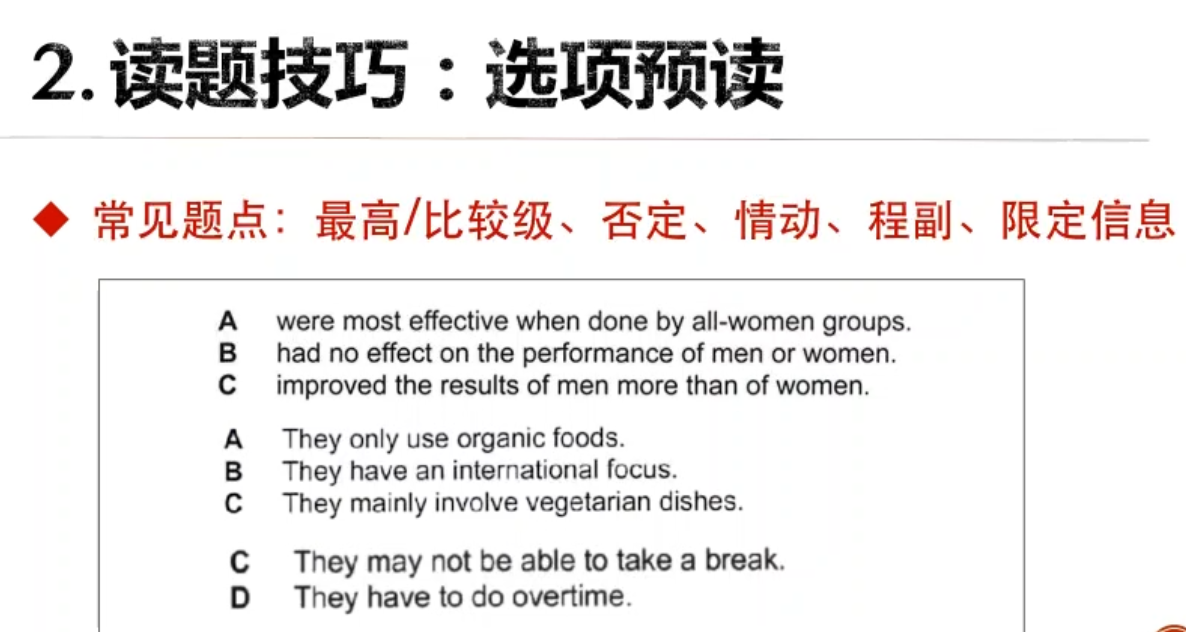 2.读题技巧：选项预读
◆ 常见题点：最高/比较级、否定、情动、程副、限定信息
A were most effective when done by all-women groups.
B had no effect on the performance of men or women.
C improved the results of men more than of women.
A They only use organic foods.
B They have an international focus.
C They mainly involve vegetarian dishes.
C They may not be able to take a break.
D They have to do overtime.